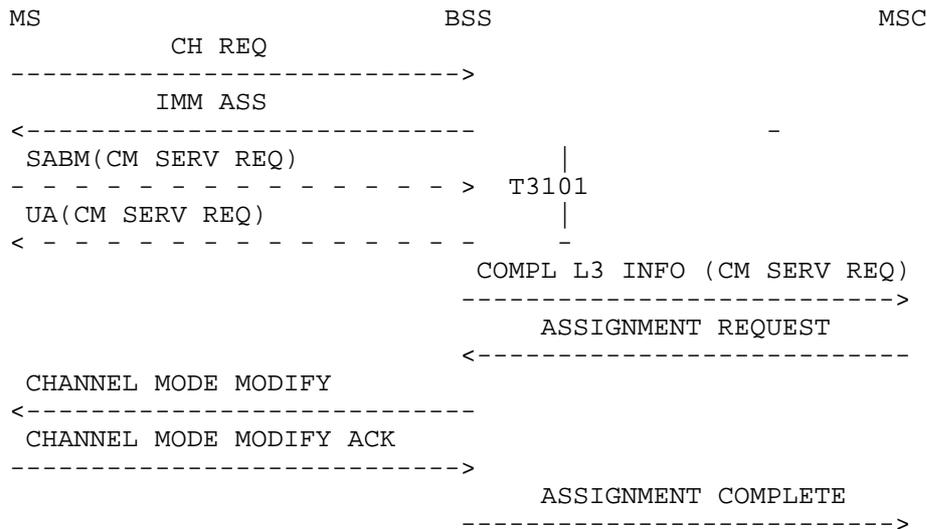 MS BSS MSC
CH REQ
IMM ASS
SABM(CM SERV REQ)
T3101
UA(CM SERV REQ)
COMPL L3 INFO (CM SERV REQ)
ASSIGNMENT REQUEST
CHANNEL MODE MODIFY
CHANNEL MODE MODIFY ACK
ASSIGNMENT COMPLETE